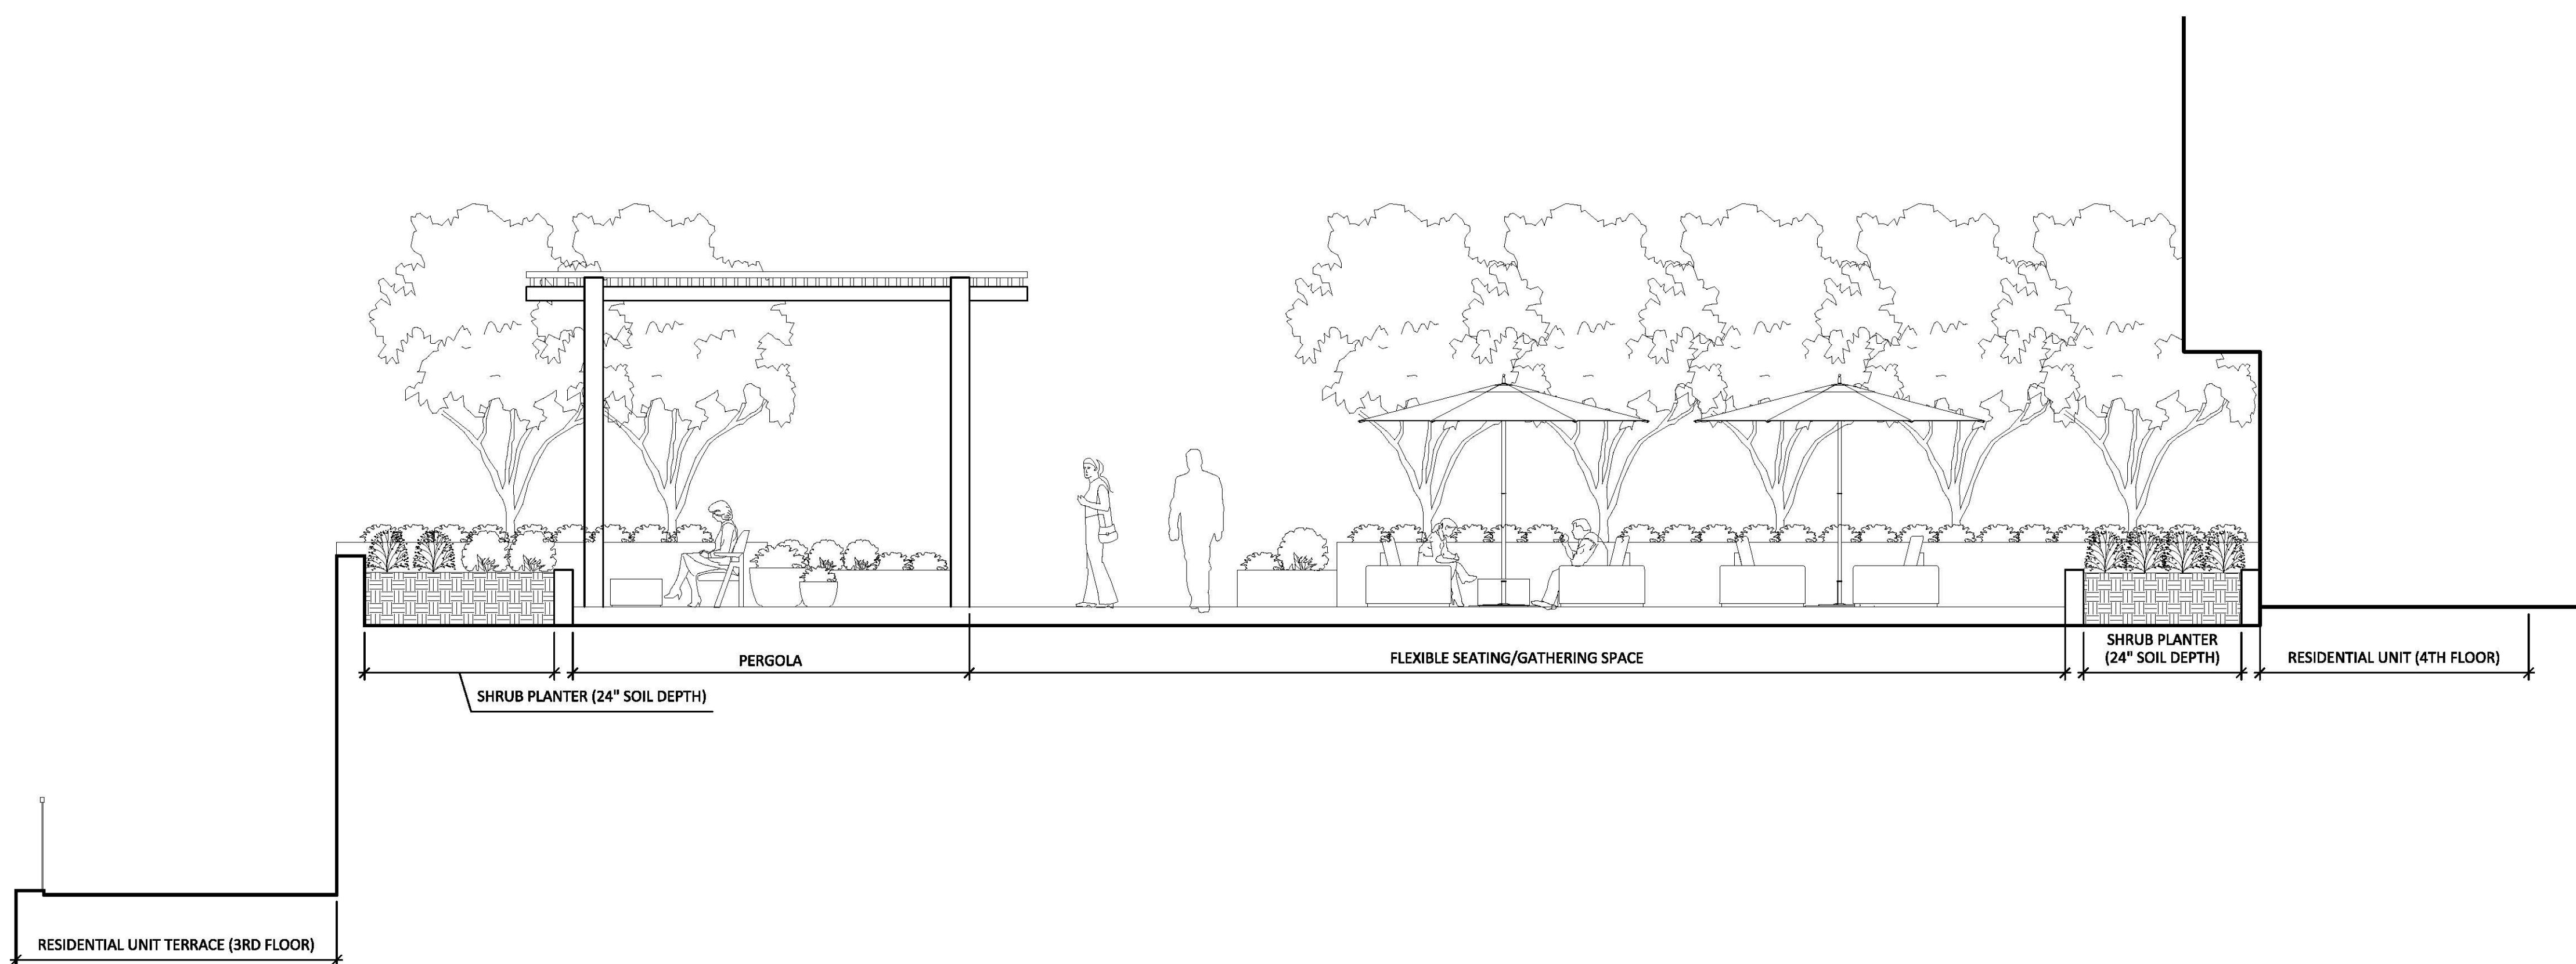 PERGOLA
FLEXIBLE SEATING/GATHERING SPACE
SHRUB PLANTER
(24" SOIL DEPTH)
RESIDENTIAL UNIT (4TH FLOOR)
SHRUB PLANTER (24" SOIL DEPTH)
RESIDENTIAL UNIT TERRACE (3RD FLOOR)